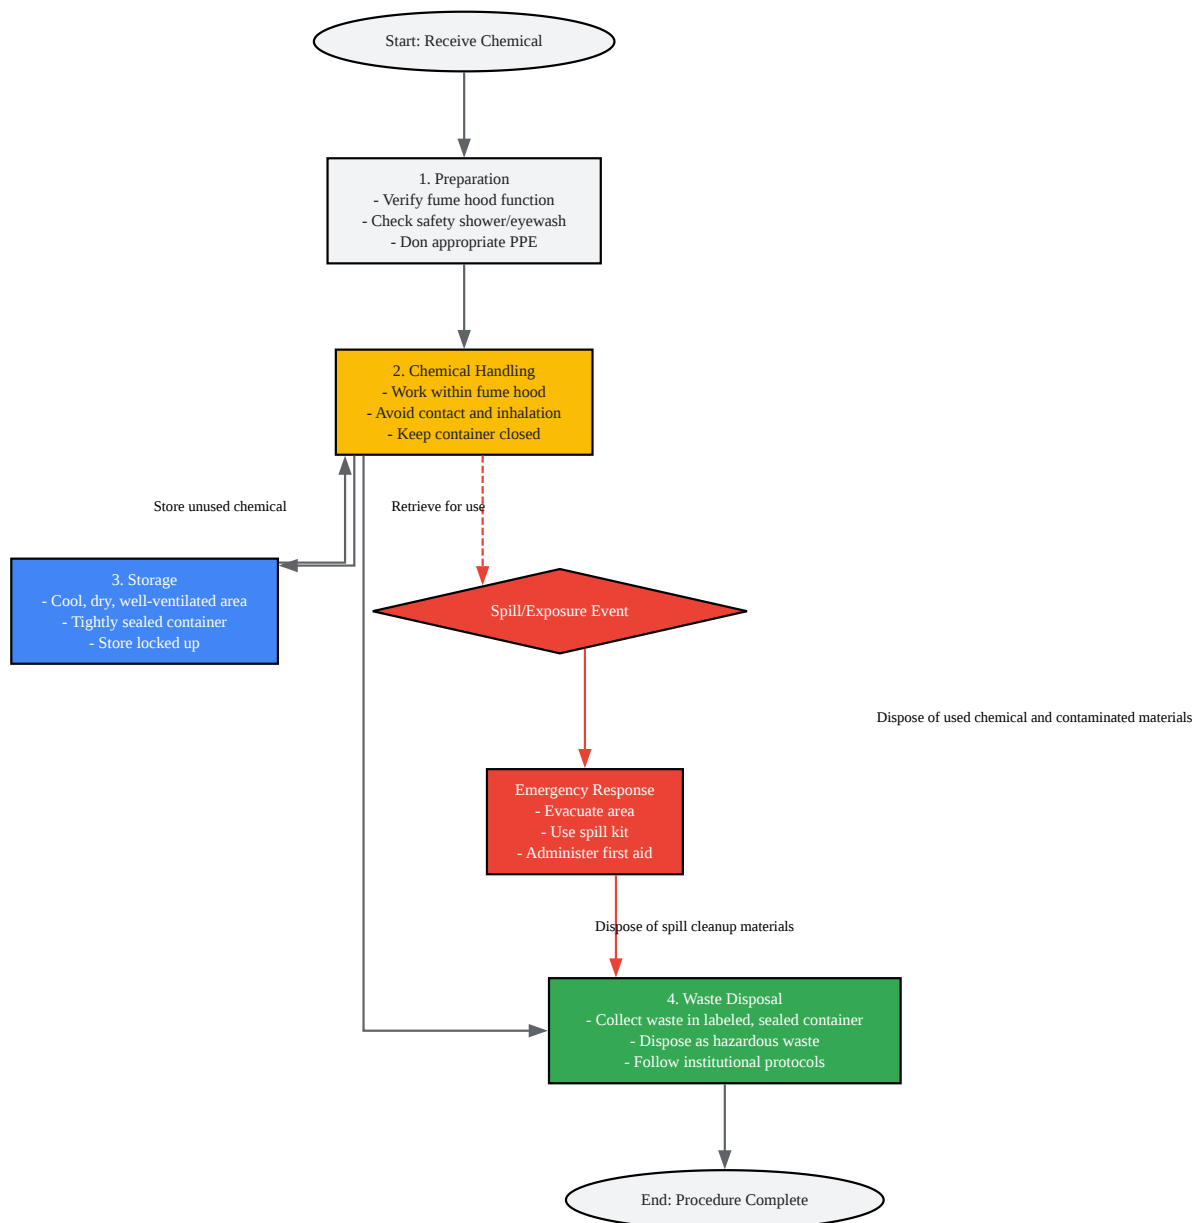 Start: Receive Chemical
1. Preparation
- Verify fume hood function
- Check safety shower/eyewash
- Don appropriate PPE
2. Chemical Handling
- Work within fume hood
- Avoid contact and inhalation
- Keep container closed
Store unused chemical
Retrieve for use
3. Storage
- Cool, dry, well-ventilated area
- Tightly sealed container
- Store locked up
Spill/Exposure Event
Dispose of used chemical and contaminated materials
Emergency Response
- Evacuate area
- Use spill kit
- Administer first aid
Dispose of spill cleanup materials
4. Waste Disposal
- Collect waste in labeled, sealed container
- Dispose as hazardous waste
- Follow institutional protocols
End: Procedure Complete